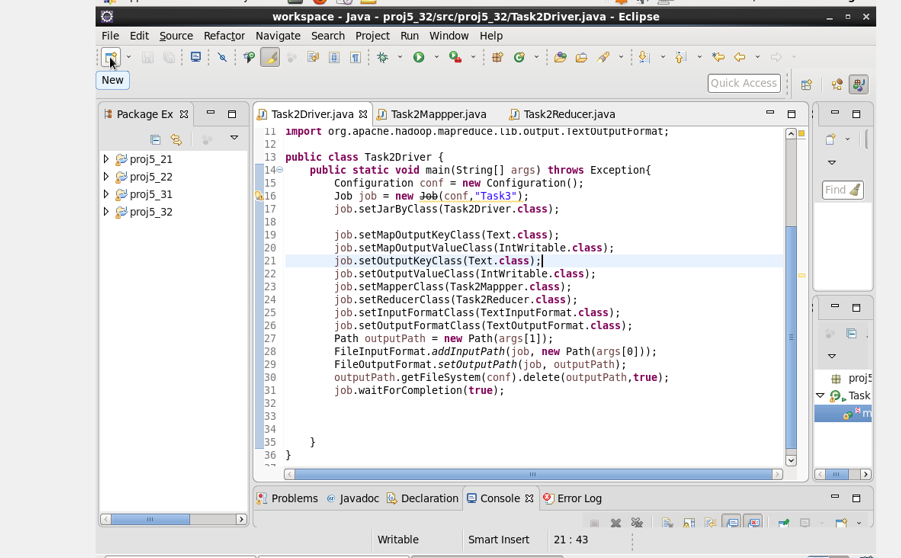 workspace - Java - proj5_32/src/proj5_32/Task2Driver.java - Eclipse
File Edit Source Refactor Navigate Search Project Run Window Help
New
Quick Access
Package Ex
Task2Driver.java Task2Mappper.java Task2Reducer.java
proj5_21
proj5_22
proj5_31
proj5_32
11 import org.apache.hadoop.mapreduce.lib.output.TextOutputFormat;
12
13 public class Task2Driver {
14 public static void main(String[] args) throws Exception{
15 Configuration conf = new Configuration();
16 Job job = new Job(conf,"Task3");
17 job.setJarByClass(Task2Driver.class);
18
19 job.setMapOutputKeyClass(Text.class);
20 job.setMapOutputValueClass(IntWritable.class);
21 job.setOutputKeyClass(Text.class);
22 job.setOutputValueClass(IntWritable.class);
23 job.setMapperClass(Task2Mappper.class);
24 job.setReducerClass(Task2Reducer.class);
25 job.setInputFormatClass(TextInputFormat.class);
26 job.setOutputFormatClass(TextOutputFormat.class);
27 Path outputPath = new Path(args[1]);
28 FileInputFormat.addInputPath(job, new Path(args[0]));
29 FileOutputFormat.setOutputPath(job, outputPath);
30 outputPath.getFileSystem(conf).delete(outputPath,true);
31 job.waitForCompletion(true);
32
33
34
35 }
36 }
Find
proj5
Task
m
Problems Javadoc Declaration Console Error Log
Writable Smart Insert 21 : 43